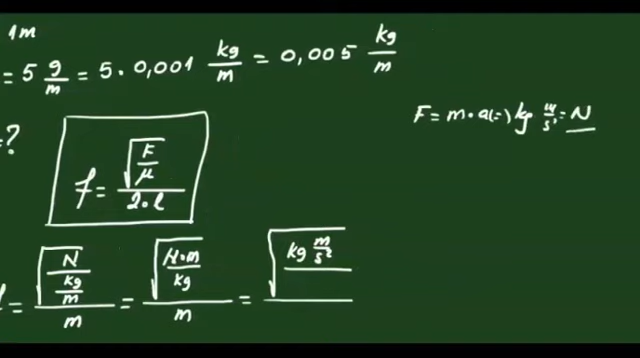 1m
= 5 g/m = 5 · 0,001 kg/m = 0,005 kg/m
F = m · a (=) kg · m/s² = N
=?
f = √(F/μ) / 2·l
= √(N/(kg/m)) / m = √(N·m/kg) / m = √(kg m/s²